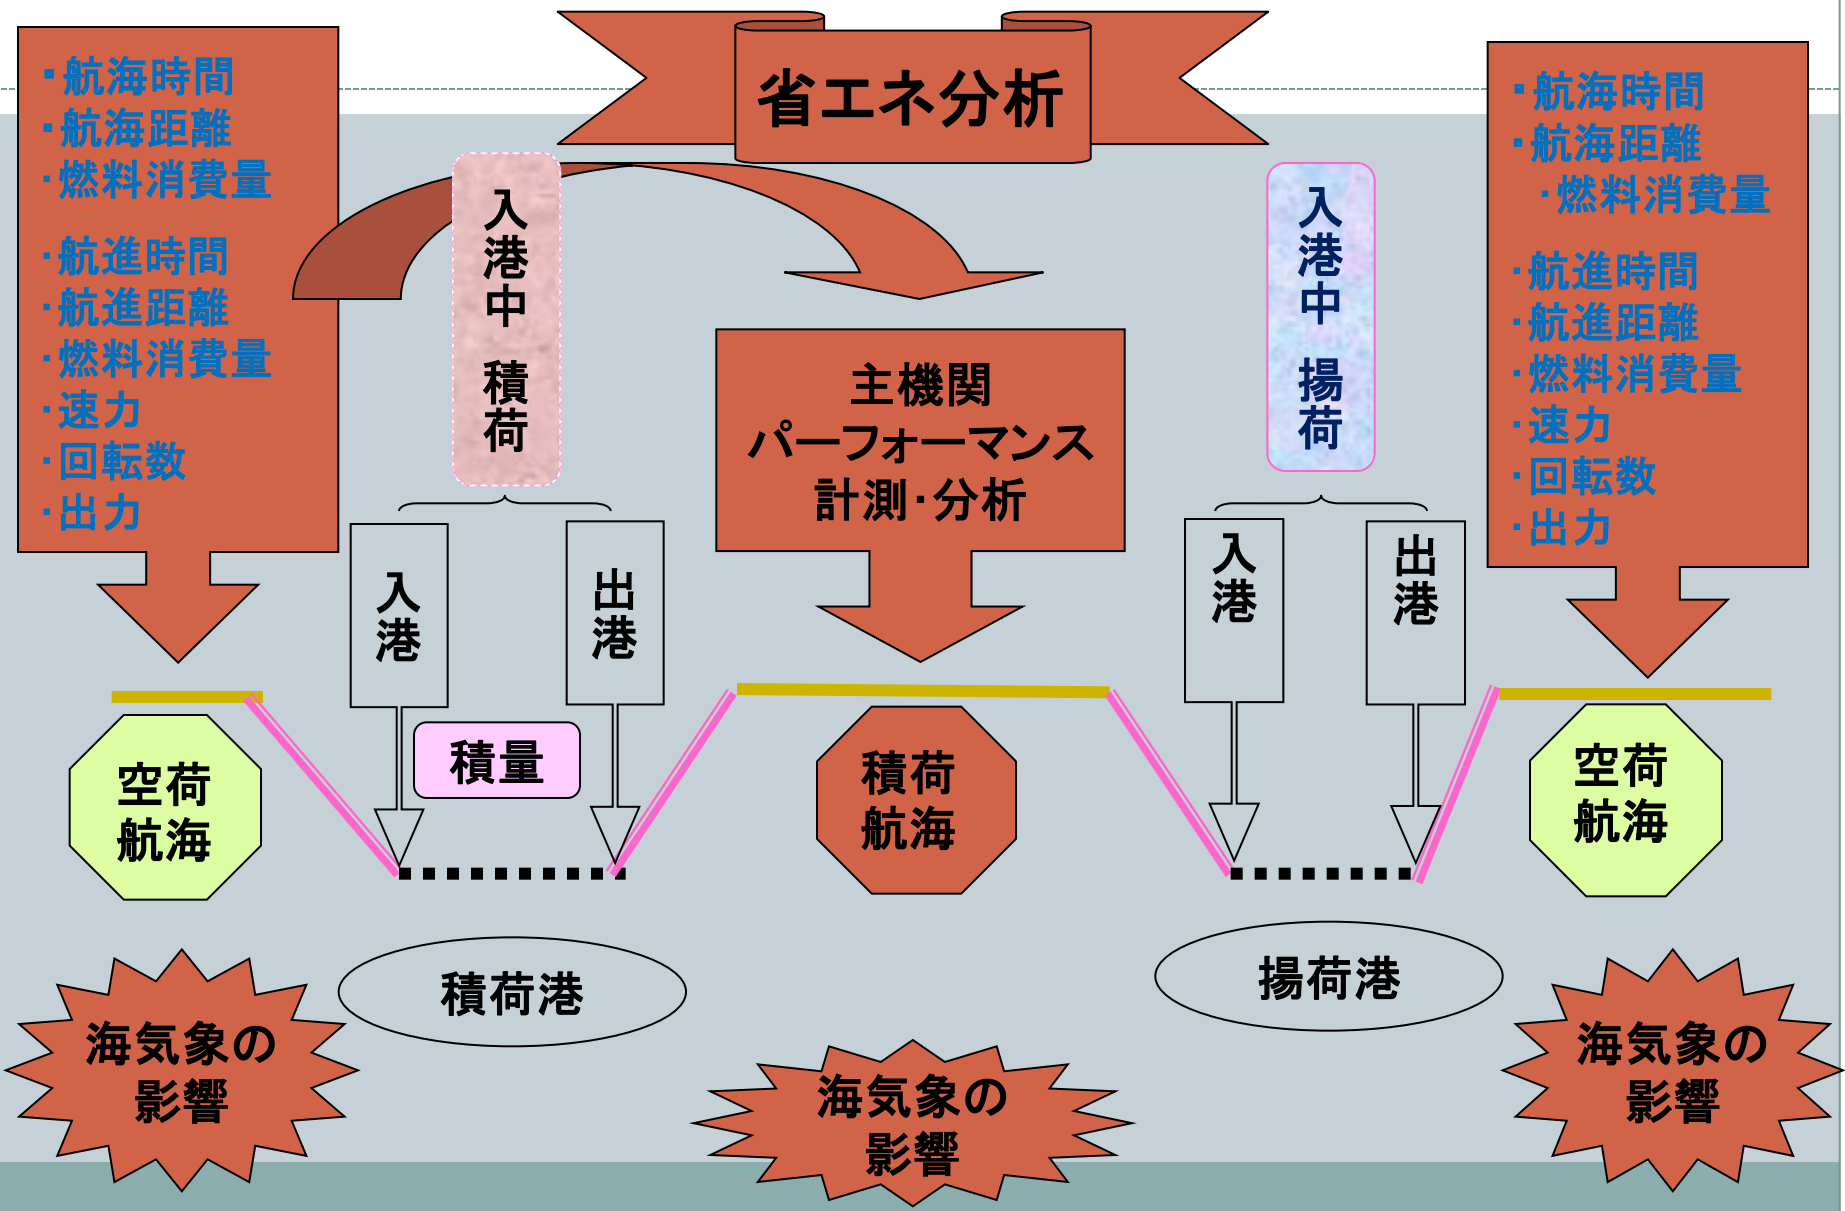 省エネ分析
・航海時間
・航海距離
・燃料消費量
・航進時間
・航進距離
・燃料消費量
・速力
・回転数
・出力
入港中 積荷
主機関
パーフォーマンス
計測・分析
入港中 揚荷
・航海時間
・航海距離
・燃料消費量
・航進時間
・航進距離
・燃料消費量
・速力
・回転数
・出力
入港
出港
入港
出港
積量
空荷
航海
積荷
航海
空荷
航海
積荷港
揚荷港
海気象の
影響
海気象の
影響
海気象の
影響